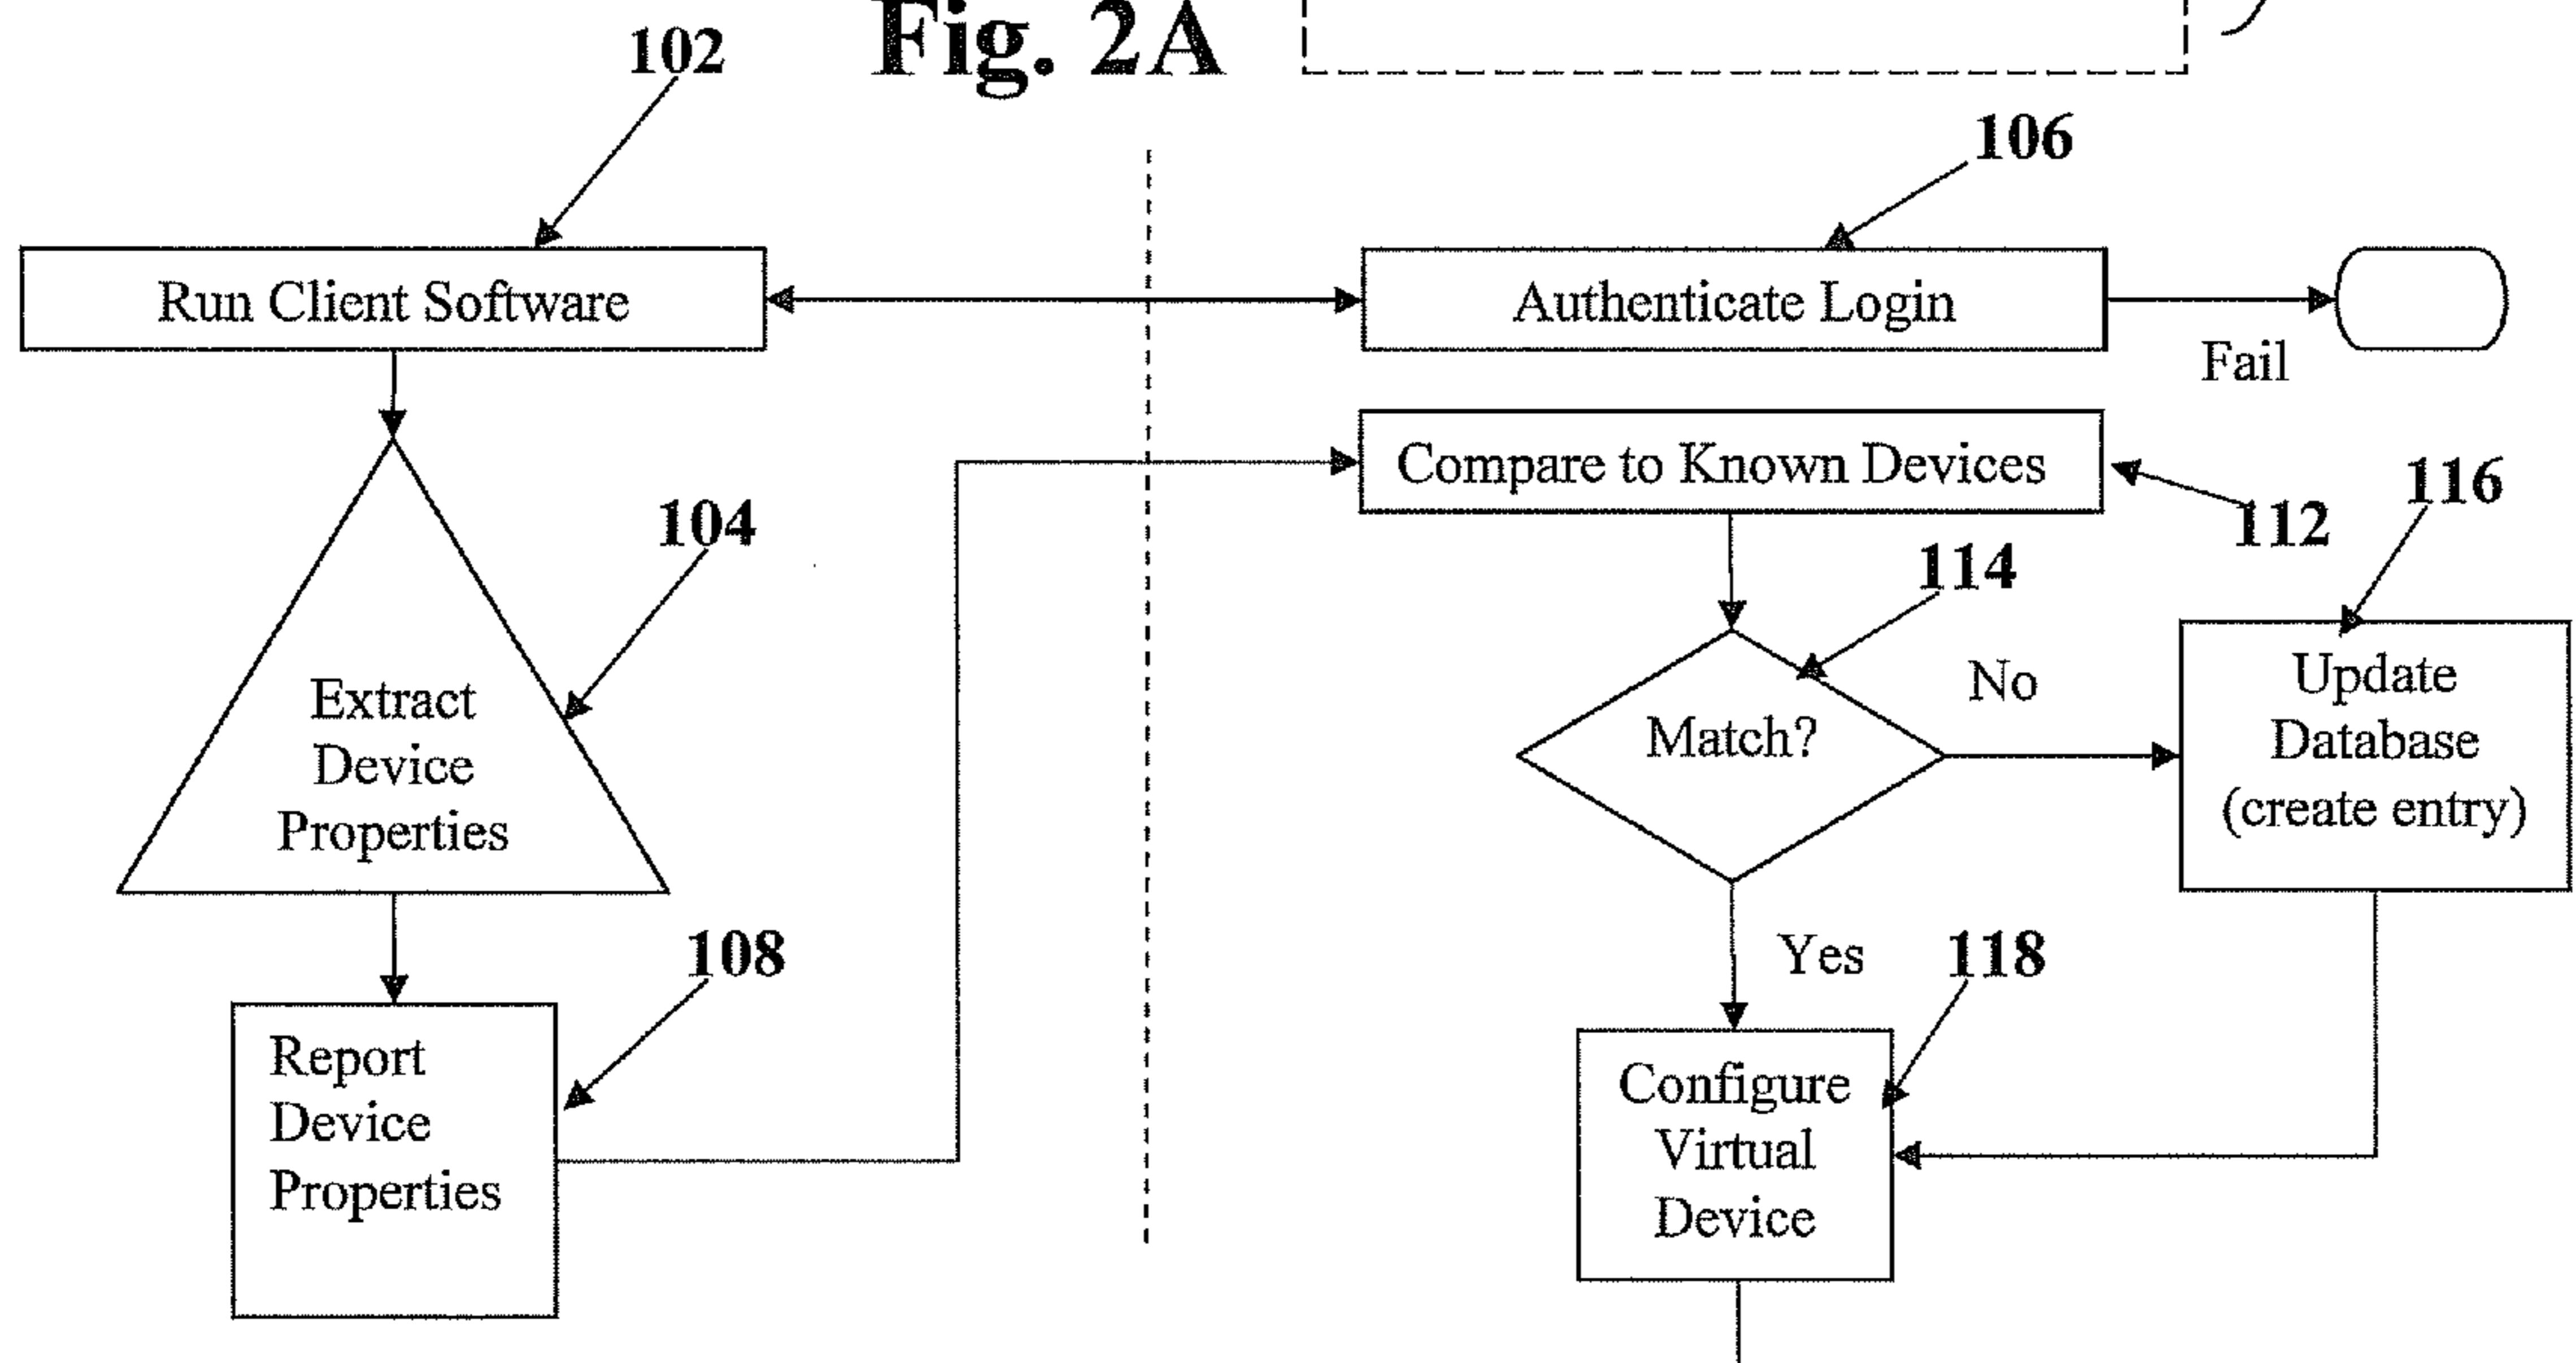 Fig. 2A
102
106
Run Client Software
Authenticate Login
Fail
Compare to Known Devices
112
116
104
114
Extract
Device
Properties
Match?
No
Update
Database
(create entry)
108
Yes
118
Report
Device
Properties
Configure
Virtual
Device